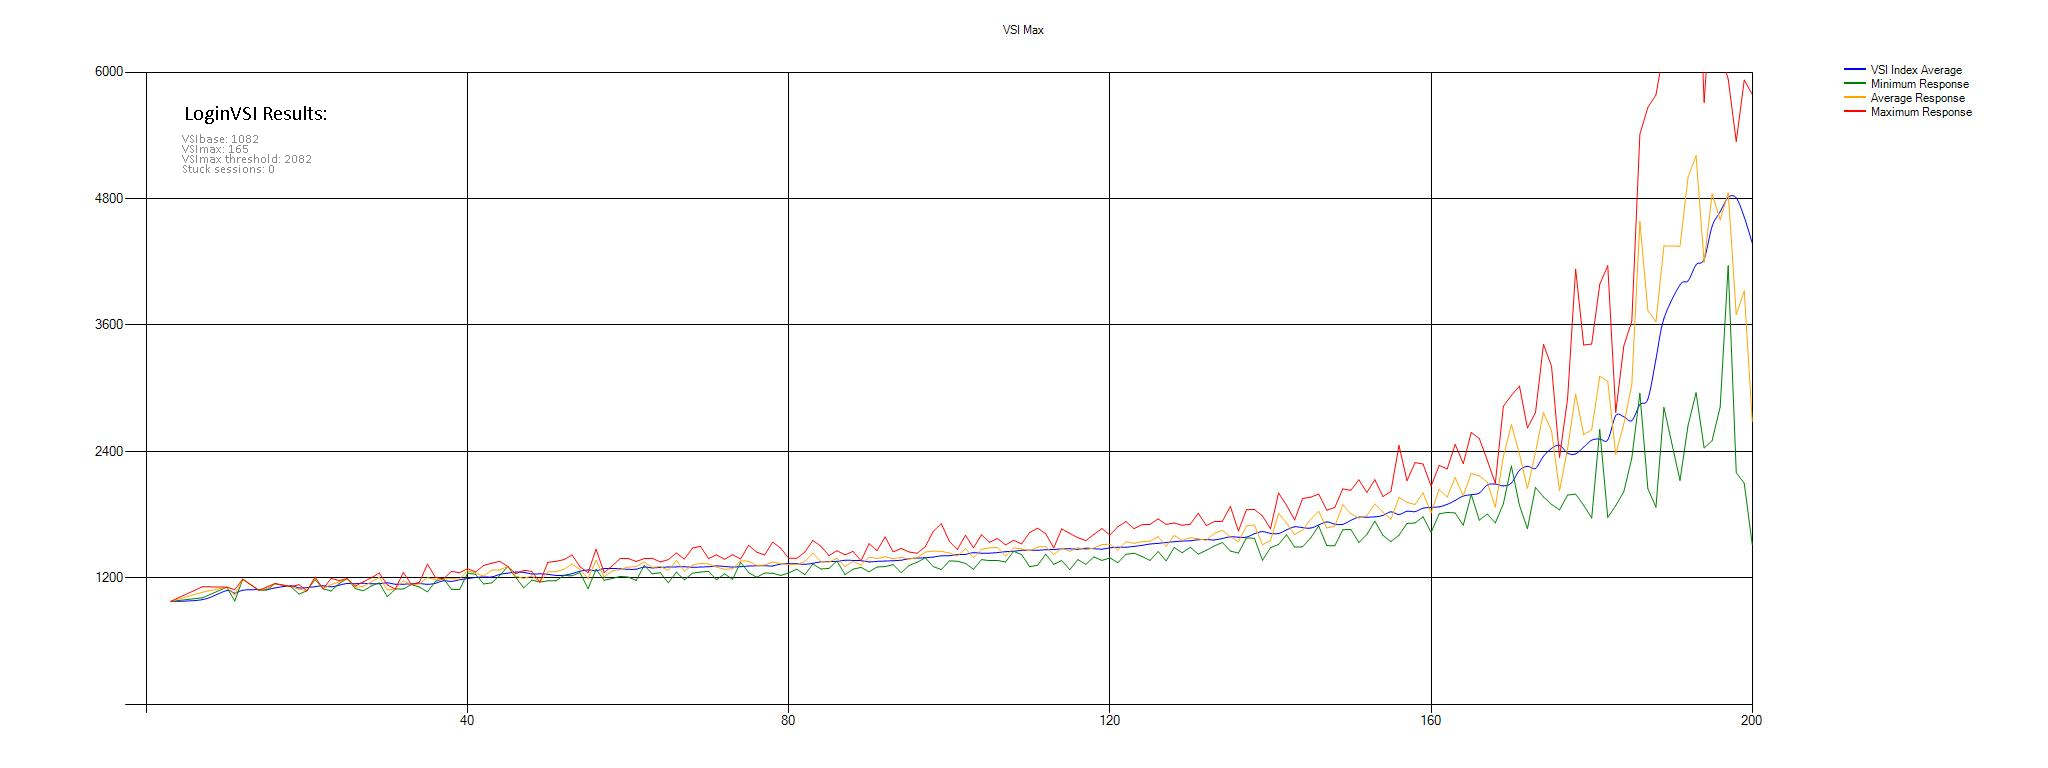 VSI Max
6000
4800
3600
2400
1200
40
80
120
160
200
LoginVSI Results:
VSIbase: 1082
VSImax: 165
VSImax threshold: 2082
Stuck sessions: 0
VSI Index Average
Minimum Response
Average Response
Maximum Response